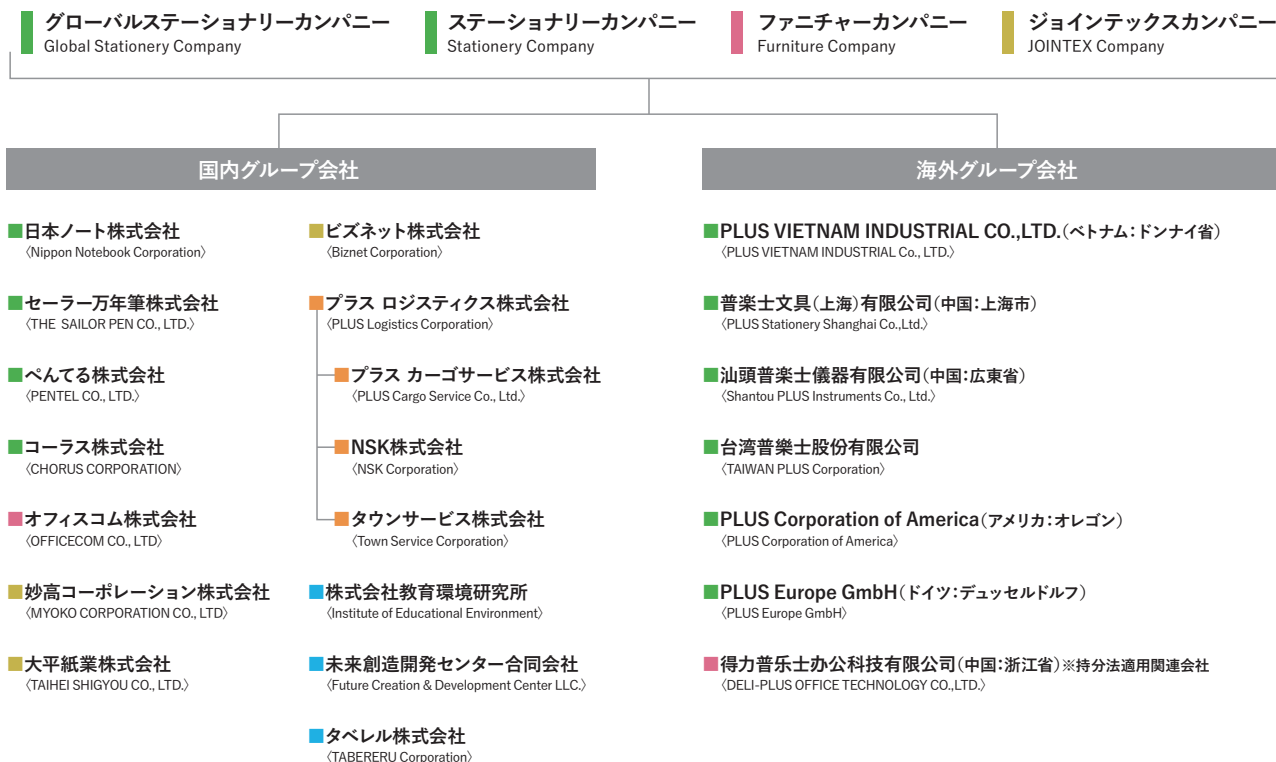 グローバルステーショナリーカンパニー
Global Stationery Company
ステーショナリーカンパニー
Stationery Company
ファニチャーカンパニー
Furniture Company
ジョインテックスカンパニー
JOINTEX Company
国内グループ会社
日本ノート株式会社
〈Nippon Notebook Corporation〉
セーラー万年筆株式会社
〈THE SAILOR PEN CO., LTD.〉
ぺんてる株式会社
〈PENTEL CO., LTD.〉
コーラス株式会社
〈CHORUS CORPORATION〉
オフィスコム株式会社
〈OFFICECOM CO., LTD〉
妙高コーポレーション株式会社
〈MYOKO CORPORATION CO., LTD〉
大平紙業株式会社
〈TAIHEI SHIGYOU CO., LTD.〉
ビズネット株式会社
〈Biznet Corporation〉
プラス ロジスティクス株式会社
〈PLUS Logistics Corporation〉
プラス カーゴサービス株式会社
〈PLUS Cargo Service Co., Ltd.〉
NSK株式会社
〈NSK Corporation〉
タウンサービス株式会社
〈Town Service Corporation〉
株式会社教育環境研究所
〈Institute of Educational Environment〉
未来創造開発センター合同会社
〈Future Creation & Development Center LLC.〉
タベレル株式会社
〈TABERERU Corporation〉
海外グループ会社
PLUS VIETNAM INDUSTRIAL CO.,LTD.(ベトナム:ドンナイ省)
〈PLUS VIETNAM INDUSTRIAL Co., LTD.〉
普楽士文具(上海)有限公司(中国:上海市)
〈PLUS Stationery Shanghai Co.,Ltd.〉
汕頭普楽士儀器有限公司(中国:広東省)
〈Shantou PLUS Instruments Co., Ltd.〉
台湾普樂士股份有限公司
〈TAIWAN PLUS Corporation〉
PLUS Corporation of America(アメリカ:オレゴン)
〈PLUS Corporation of America〉
PLUS Europe GmbH(ドイツ:デュッセルドルフ)
〈PLUS Europe GmbH〉
得力普乐士办公科技有限公司(中国:浙江省)※持分法適用関連会社
〈DELI-PLUS OFFICE TECHNOLOGY CO.,LTD.〉